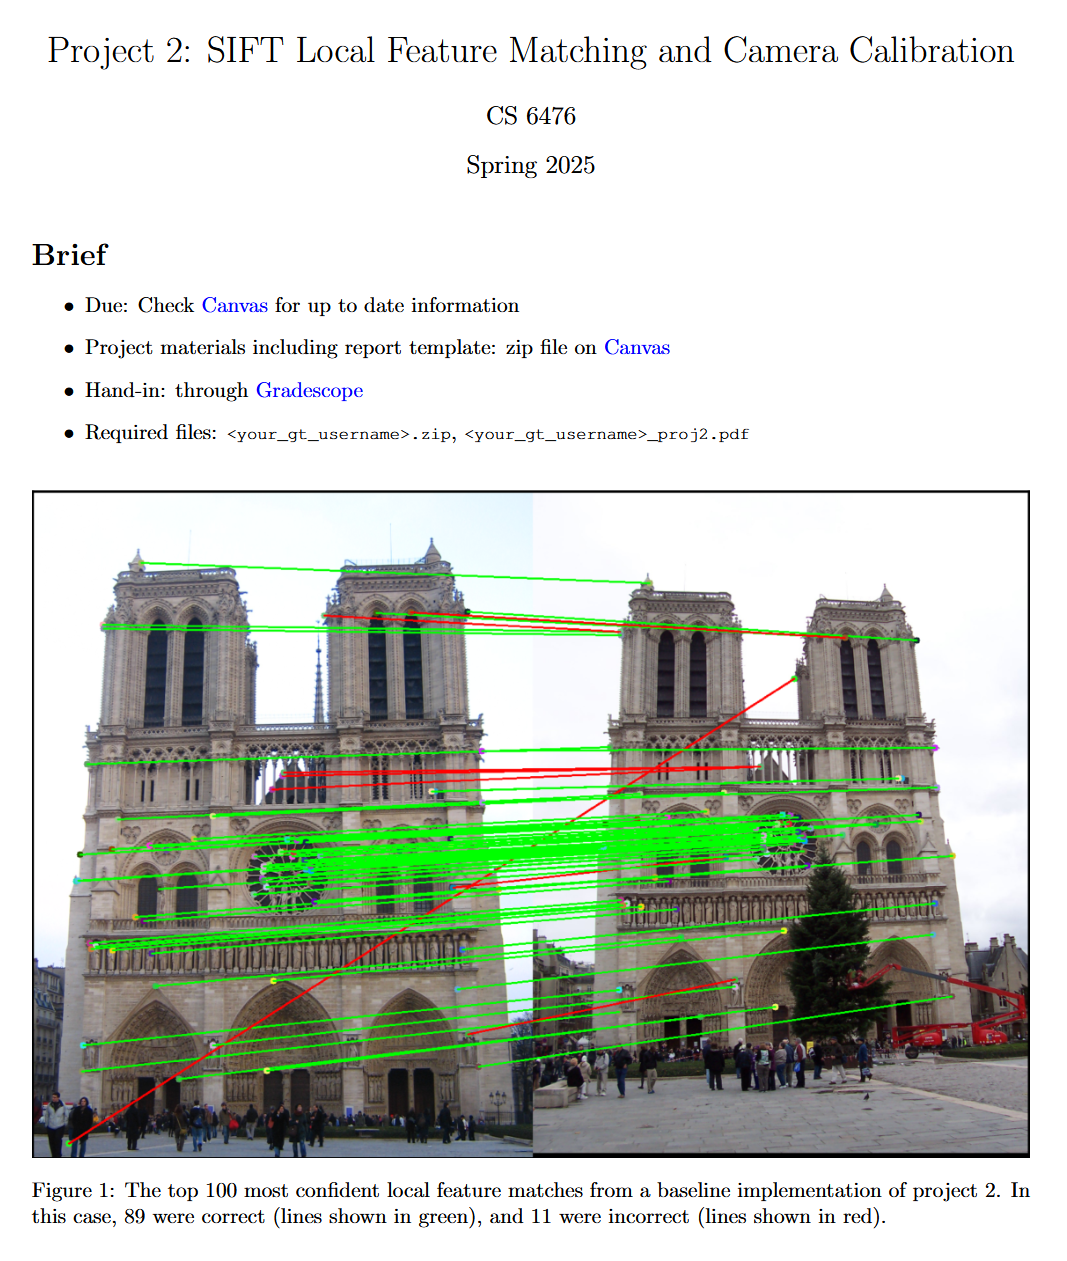 Project 2: SIFT Local Feature Matching and Camera Calibration
CS 6476
Spring 2025
Brief
• Due: Check Canvas for up to date information
• Project materials including report template: zip file on Canvas
• Hand-in: through Gradescope
• Required files: <your_gt_username>.zip, <your_gt_username>_proj2.pdf
Figure 1: The top 100 most confident local feature matches from a baseline implementation of project 2. In
this case, 89 were correct (lines shown in green), and 11 were incorrect (lines shown in red).